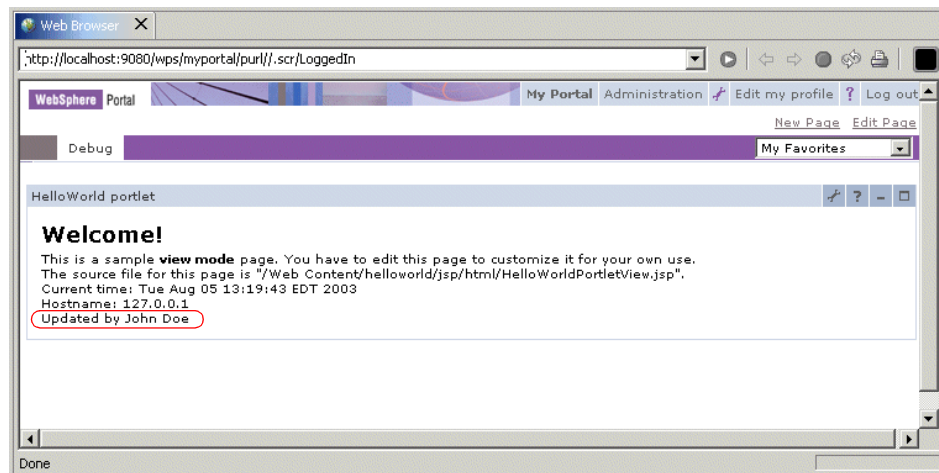 Web Browser
http://localhost:9080/wps/myportal/purl//.scr/LoggedIn
WebSphere Portal My Portal Administration Edit my profile ? Log out
New Page Edit Page
Debug My Favorites
HelloWorld portlet ?
Welcome!
This is a sample view mode page. You have to edit this page to customize it for your own use.
The source file for this page is "/Web Content/helloworld/jsp/html/HelloWorldPortletView.jsp".
Current time: Tue Aug 05 13:19:43 EDT 2003
Hostname: 127.0.0.1
Updated by John Doe
Done